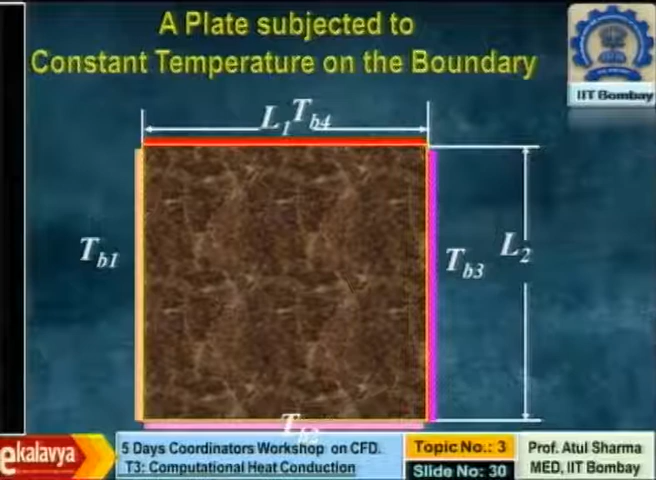 A Plate subjected to
Constant Temperature on the Boundary
IIT Bombay
L1 Tb4
Tb1
Tb3
L2
Tb2
ekalavya
5 Days Coordinators Workshop on CFD.
T3: Computational Heat Conduction
Topic No.: 3
Slide No: 30
Prof. Atul Sharma
MED, IIT Bombay